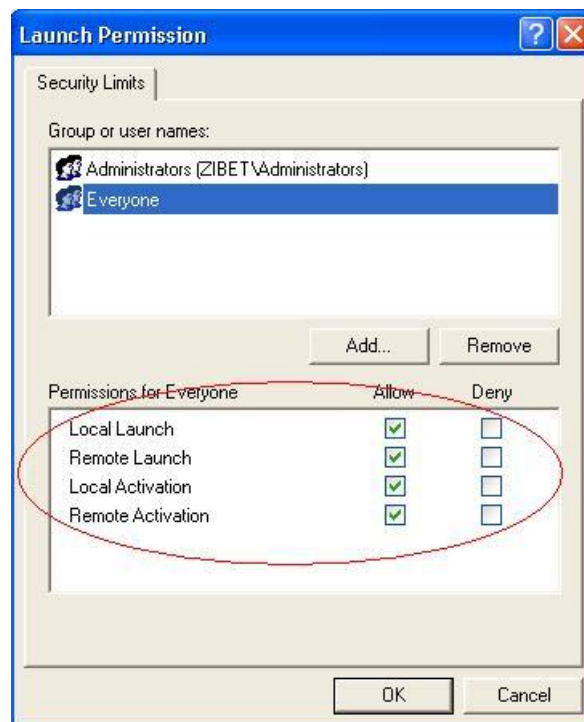 Launch Permission
Security Limits
Group or user names:
Administrators (ZIBET\Administrators)
Everyone
Add... Remove
Permissions for Everyone Allow Deny
Local Launch
Remote Launch
Local Activation
Remote Activation
OK Cancel